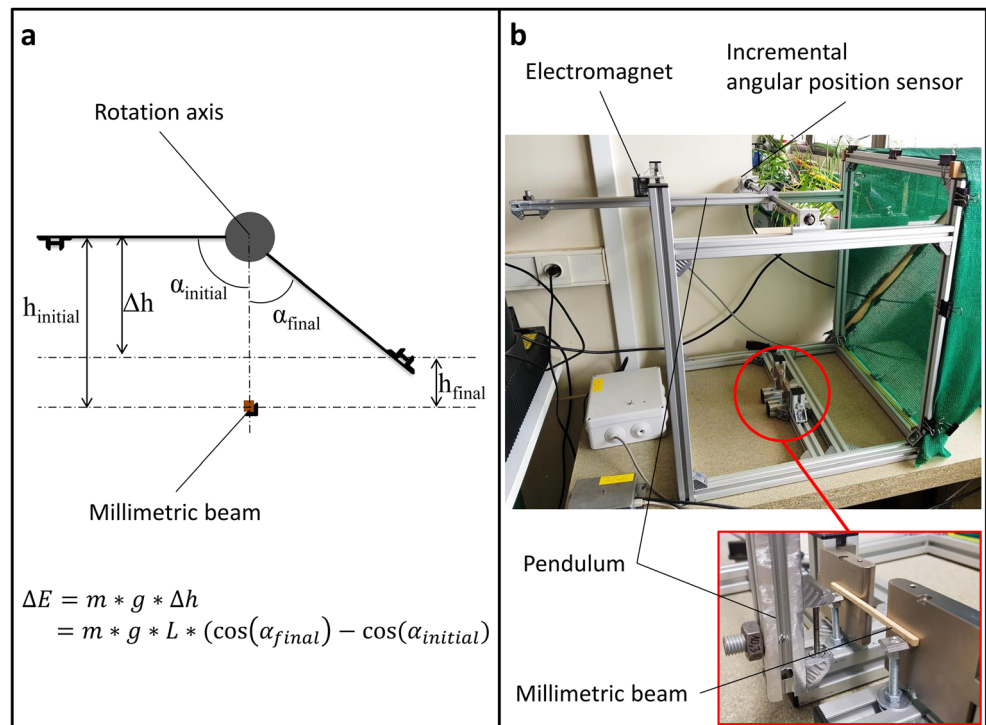 a
Rotation axis
α_initial
α_final
h_initial
Δh
h_final
Millimetric beam
ΔE = m * g * Δh
= m * g * L * (cos(α_final) − cos(α_initial)
b
Electromagnet
Incremental
angular position sensor
Pendulum
Millimetric beam